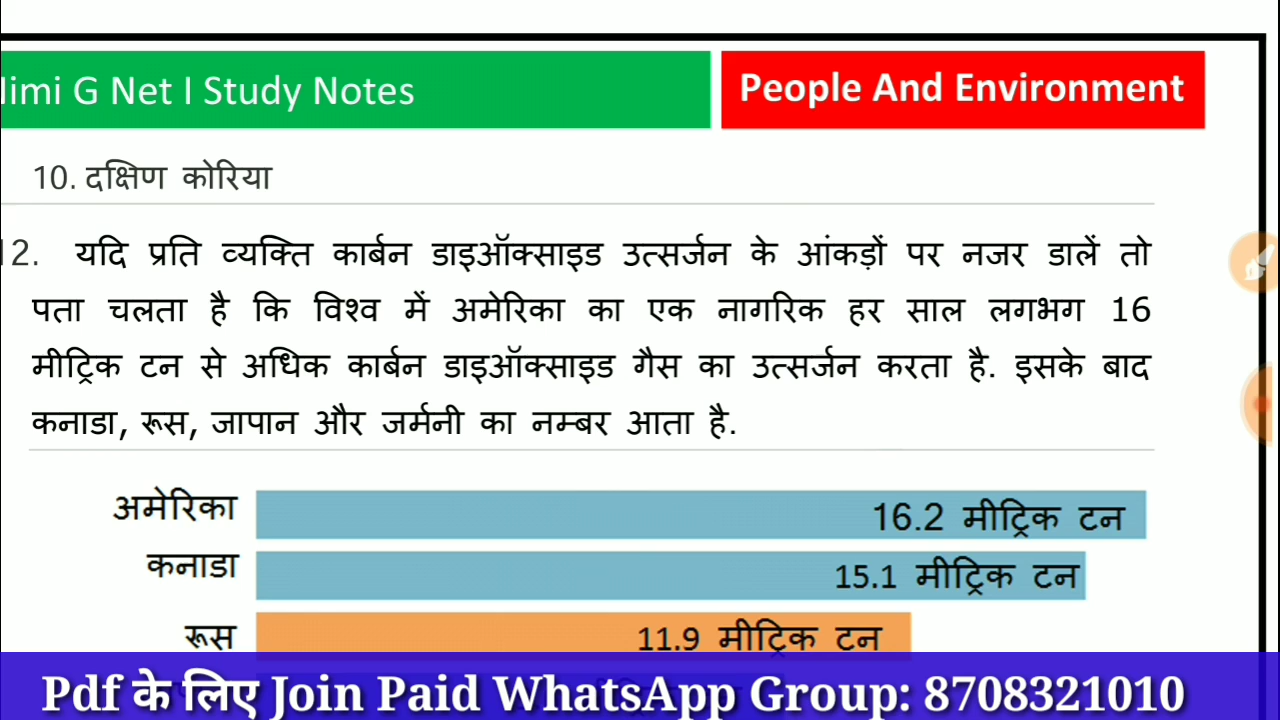 imi G Net I Study Notes
People And Environment
10. दक्षिण कोरिया
12. यदि प्रति व्यक्ति कार्बन डाइऑक्साइड उत्सर्जन के आंकड़ों पर नजर डालें तो
पता चलता है कि विश्व में अमेरिका का एक नागरिक हर साल लगभग 16
मीट्रिक टन से अधिक कार्बन डाइऑक्साइड गैस का उत्सर्जन करता है. इसके बाद
कनाडा, रूस, जापान और जर्मनी का नम्बर आता है.
अमेरिका 16.2 मीट्रिक टन
कनाडा 15.1 मीट्रिक टन
रूस 11.9 मीट्रिक टन
Pdf के लिए Join Paid WhatsApp Group: 8708321010